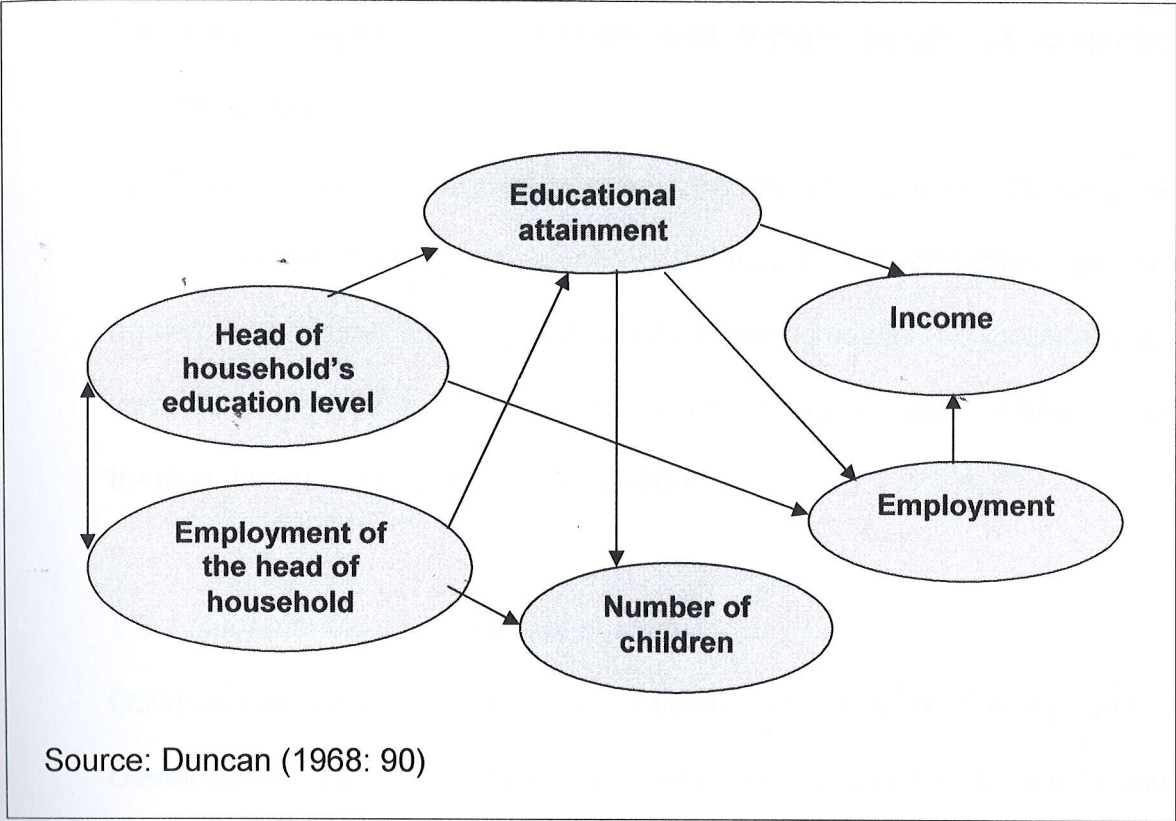 Educational
attainment
Income
Head of
household's
education level
Employment
Employment of
the head of
household
Number of
children
Source: Duncan (1968: 90)